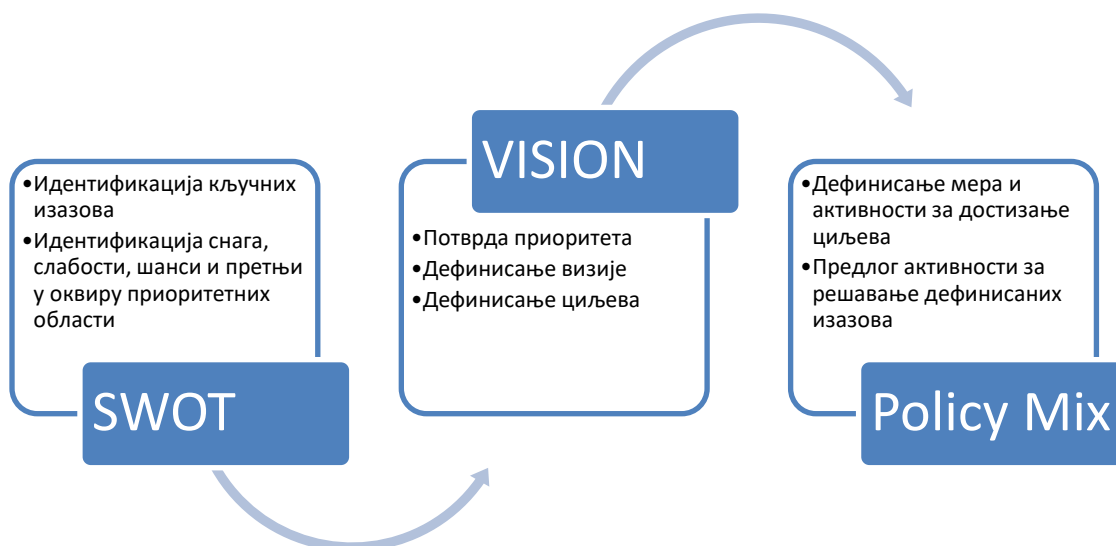 •Идентификација кључних
изазова
•Идентификација снага,
слабости, шанси и претњи
у оквиру приоритетних
области
SWOT
VISION
•Потврда приоритета
•Дефинисање визије
•Дефинисање циљева
•Дефинисање мера и
активности за достизање
циљева
•Предлог активности за
решавање дефинисаних
изазова
Policy Mix